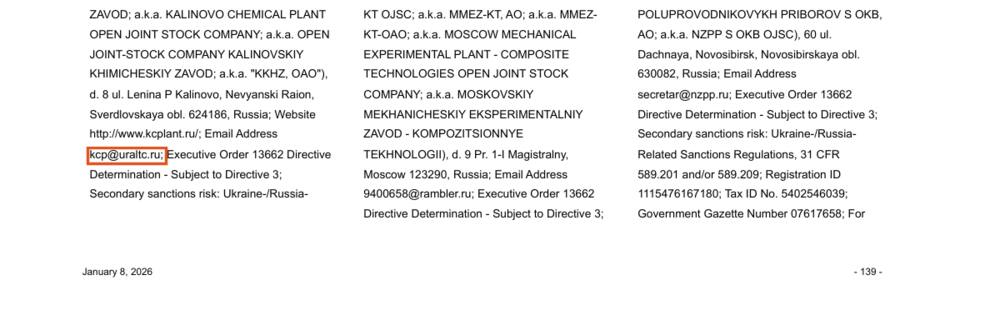 ZAVOD; a.k.a. KALINOVO CHEMICAL PLANT
OPEN JOINT STOCK COMPANY; a.k.a. OPEN
JOINT-STOCK COMPANY KALINOVSKIY
KHIMICHESKIY ZAVOD; a.k.a. "KKHZ, OAO"),
d. 8 ul. Lenina P Kalinovo, Nevyanski Raion,
Sverdlovskaya obl. 624186, Russia; Website
http://www.kcplant.ru/; Email Address
kcp@uraltc.ru; Executive Order 13662 Directive
Determination - Subject to Directive 3;
Secondary sanctions risk: Ukraine-/Russia-
KT OJSC; a.k.a. MMEZ-KT, AO; a.k.a. MMEZ-
KT-OAO; a.k.a. MOSCOW MECHANICAL
EXPERIMENTAL PLANT - COMPOSITE
TECHNOLOGIES OPEN JOINT STOCK
COMPANY; a.k.a. MOSKOVSKIY
MEKHANICHESKIY EKSPERIMENTALNIY
ZAVOD - KOMPOZITSIONNYE
TEKHNOLOGII), d. 9 Pr. 1-I Magistralny,
Moscow 123290, Russia; Email Address
9400658@rambler.ru; Executive Order 13662
Directive Determination - Subject to Directive 3;
POLUPROVODNIKOVYKH PRIBOROV S OKB,
AO; a.k.a. NZPP S OKB OJSC), 60 ul.
Dachnaya, Novosibirsk, Novosibirskaya obl.
630082, Russia; Email Address
secretar@nzpp.ru; Executive Order 13662
Directive Determination - Subject to Directive 3;
Secondary sanctions risk: Ukraine-/Russia-
Related Sanctions Regulations, 31 CFR
589.201 and/or 589.209; Registration ID
1115476167180; Tax ID No. 5402546039;
Government Gazette Number 07617658; For
January 8, 2026
- 139 -